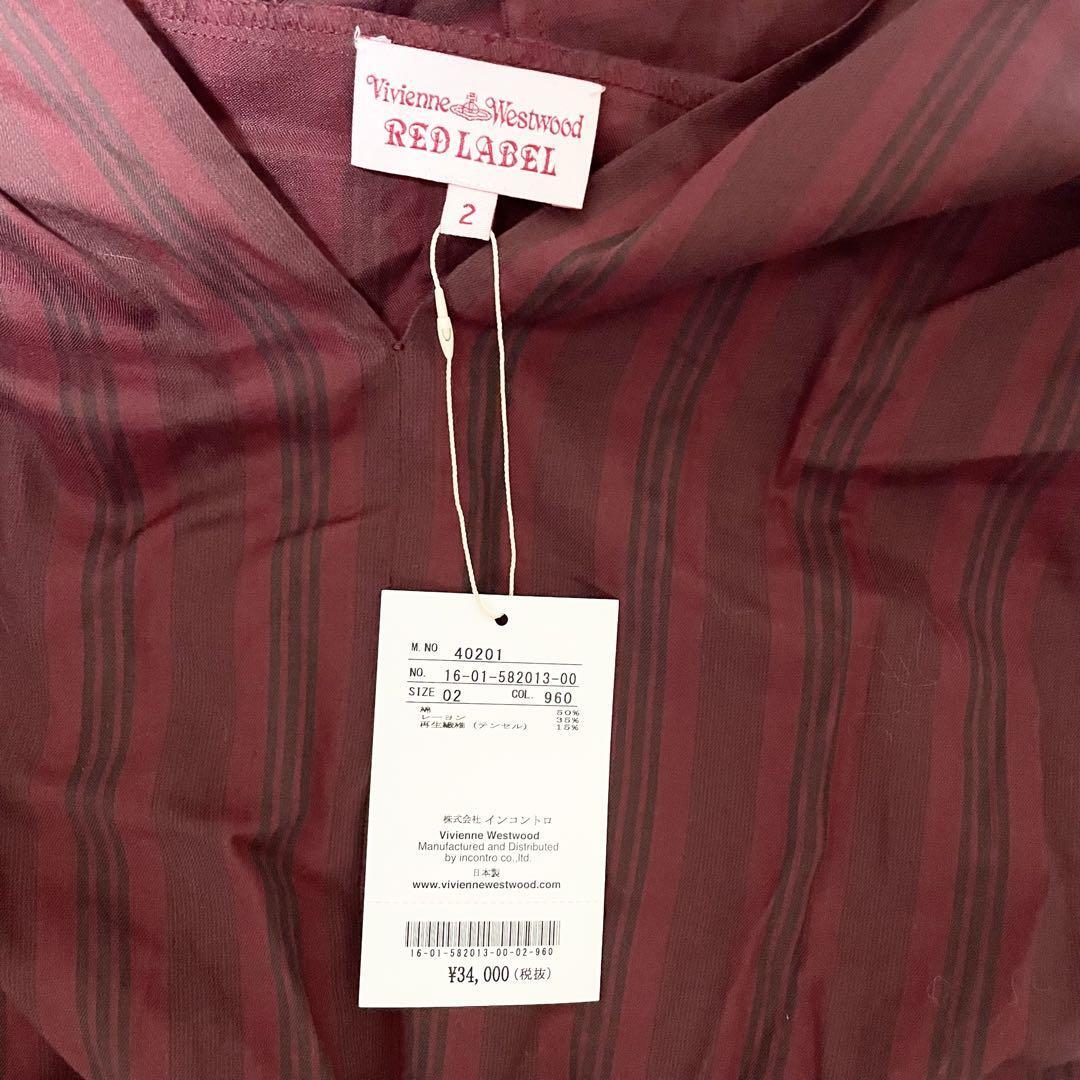 Vivienne Westwood
RED LABEL
2
M. NO 40201
NO. 16-01-582013-00
SIZE 02 COL. 960
綿 50%
レーヨン 35%
再生繊維 (テンセル) 15%
株式会社 インコントロ
Vivienne Westwood
Manufactured and Distributed
by incontro co.,ltd.
日本製
www.viviennewestwood.com
16-01-582013-00-02-960
¥34,000 (税抜)